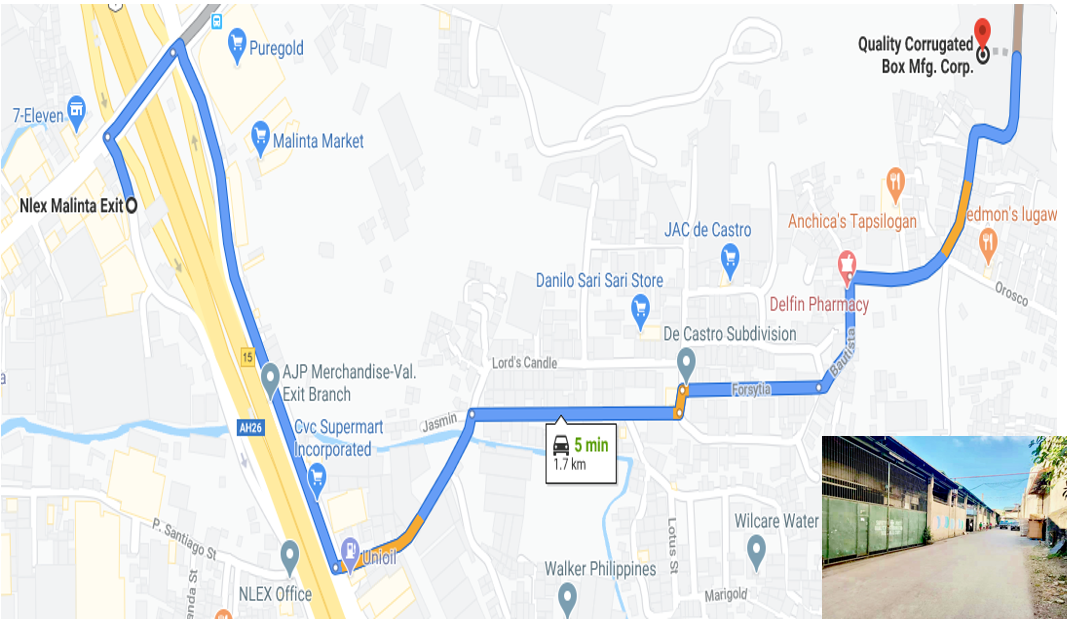 Puregold
Quality Corrugated
Box Mfg. Corp.
7-Eleven
Malinta Market
Nlex Malinta Exit
Anchica's Tapsilogan
edmon's lugaw
JAC de Castro
Danilo Sari Sari Store
Delfin Pharmacy
Orosco
De Castro Subdivision
Bautista
15
Lord's Candle
AJP Merchandise-Val.
Exit Branch
Forsytia
Jasmin
AH26
Cvc Supermart
Incorporated
5 min
1.7 km
P. Santiago St
Lotus St
Wilcare Water
Unioil
Walker Philippines
NLEX Office
anda St
Marigold
a